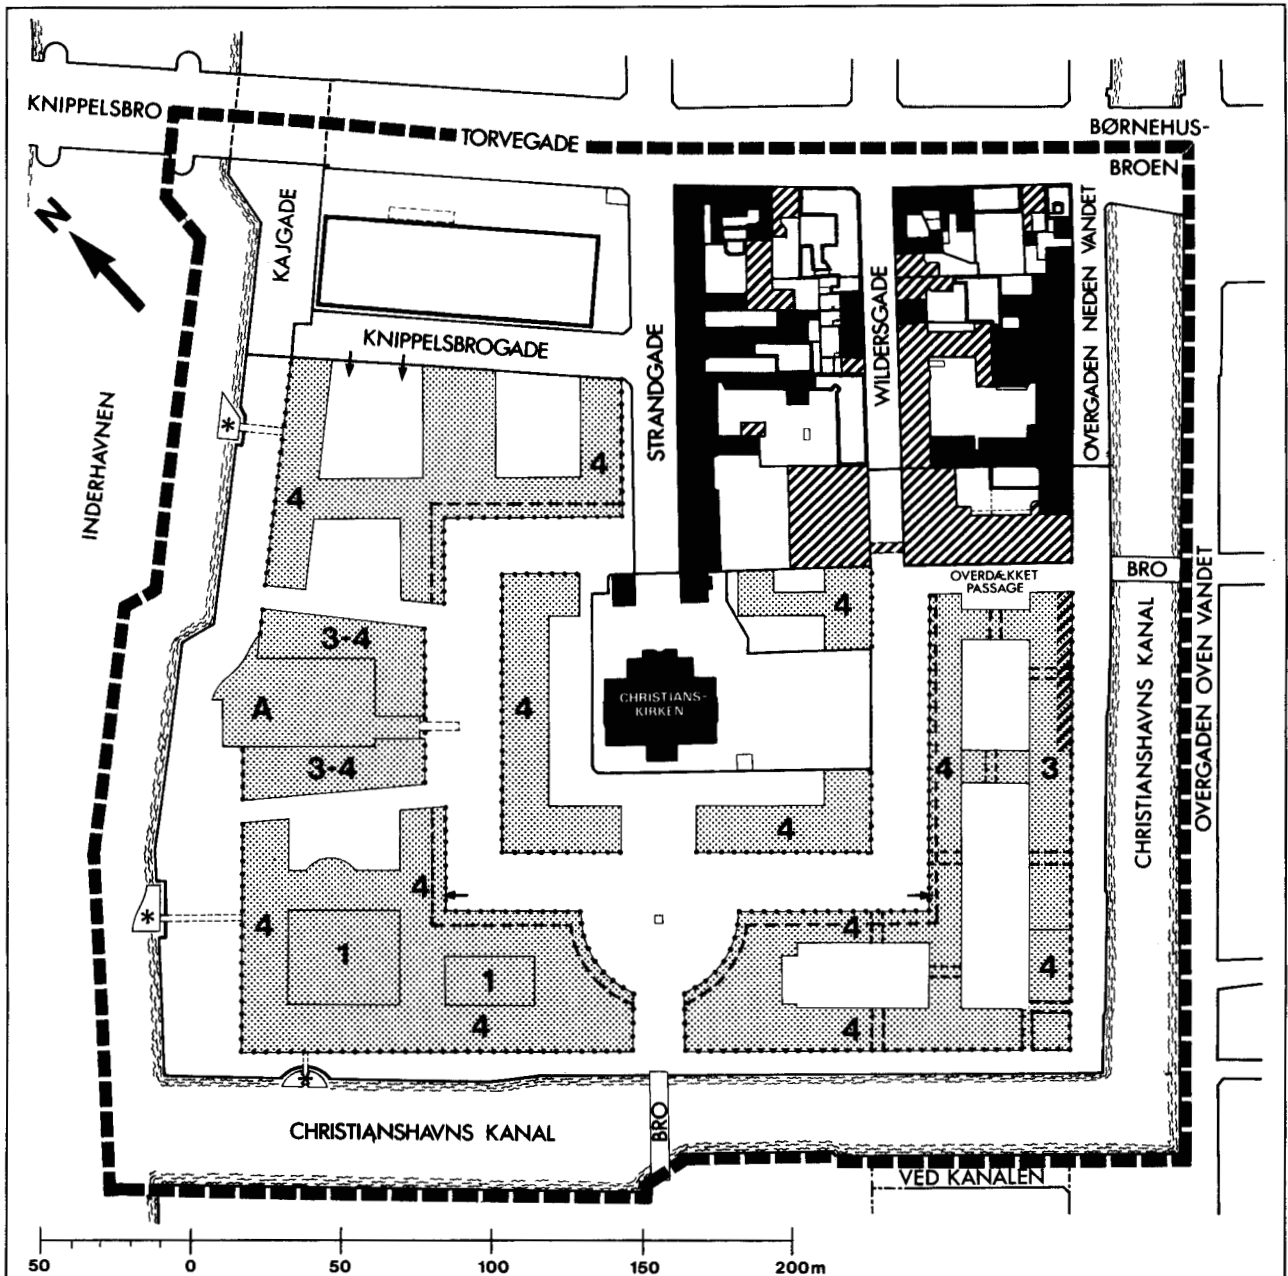 KNIPPELSBRO
TORVEGADE
BØRNEHUS-
BROEN
N
KAJGADE
KNIPPELSBROGADE
STRANDGADE
WILDERSGADE
OVERGADEN NEDEN VANDET
INDERHAVNEN
*
4
4
OVERDÆKKET
PASSAGE
BRO
4
3-4
A
3-4
4
CHRISTIANS-
KIRKEN
4
3
4
CHRISTIANSHAVNS KANAL
OVERGADEN OVEN VANDET
4
4
*
1
1
4
4
4
4
*
CHRISTIANSHAVNS KANAL
BRO
VED KANALEN
50 0 50 100 150 200m